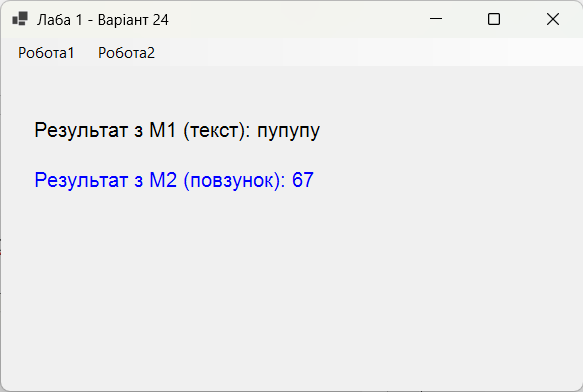 Лаба 1 - Варіант 24
Робота1 Робота2
Результат з М1 (текст): пупупу
Результат з М2 (повзунок): 67